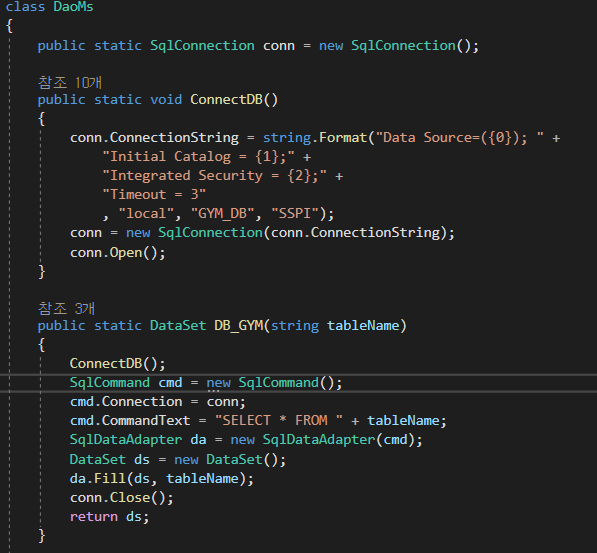 class DaoMs
{
    public static SqlConnection conn = new SqlConnection();
    참조 10개
    public static void ConnectDB()
    {
        conn.ConnectionString = string.Format("Data Source=({0}); " +
            "Initial Catalog = {1};" +
            "Integrated Security = {2};" +
            "Timeout = 3"
            , "local", "GYM_DB", "SSPI");
        conn = new SqlConnection(conn.ConnectionString);
        conn.Open();
    }
    참조 3개
    public static DataSet DB_GYM(string tableName)
    {
        ConnectDB();
        SqlCommand cmd = new SqlCommand();
        cmd.Connection = conn;
        cmd.CommandText = "SELECT * FROM " + tableName;
        SqlDataAdapter da = new SqlDataAdapter(cmd);
        DataSet ds = new DataSet();
        da.Fill(ds, tableName);
        conn.Close();
        return ds;
    }